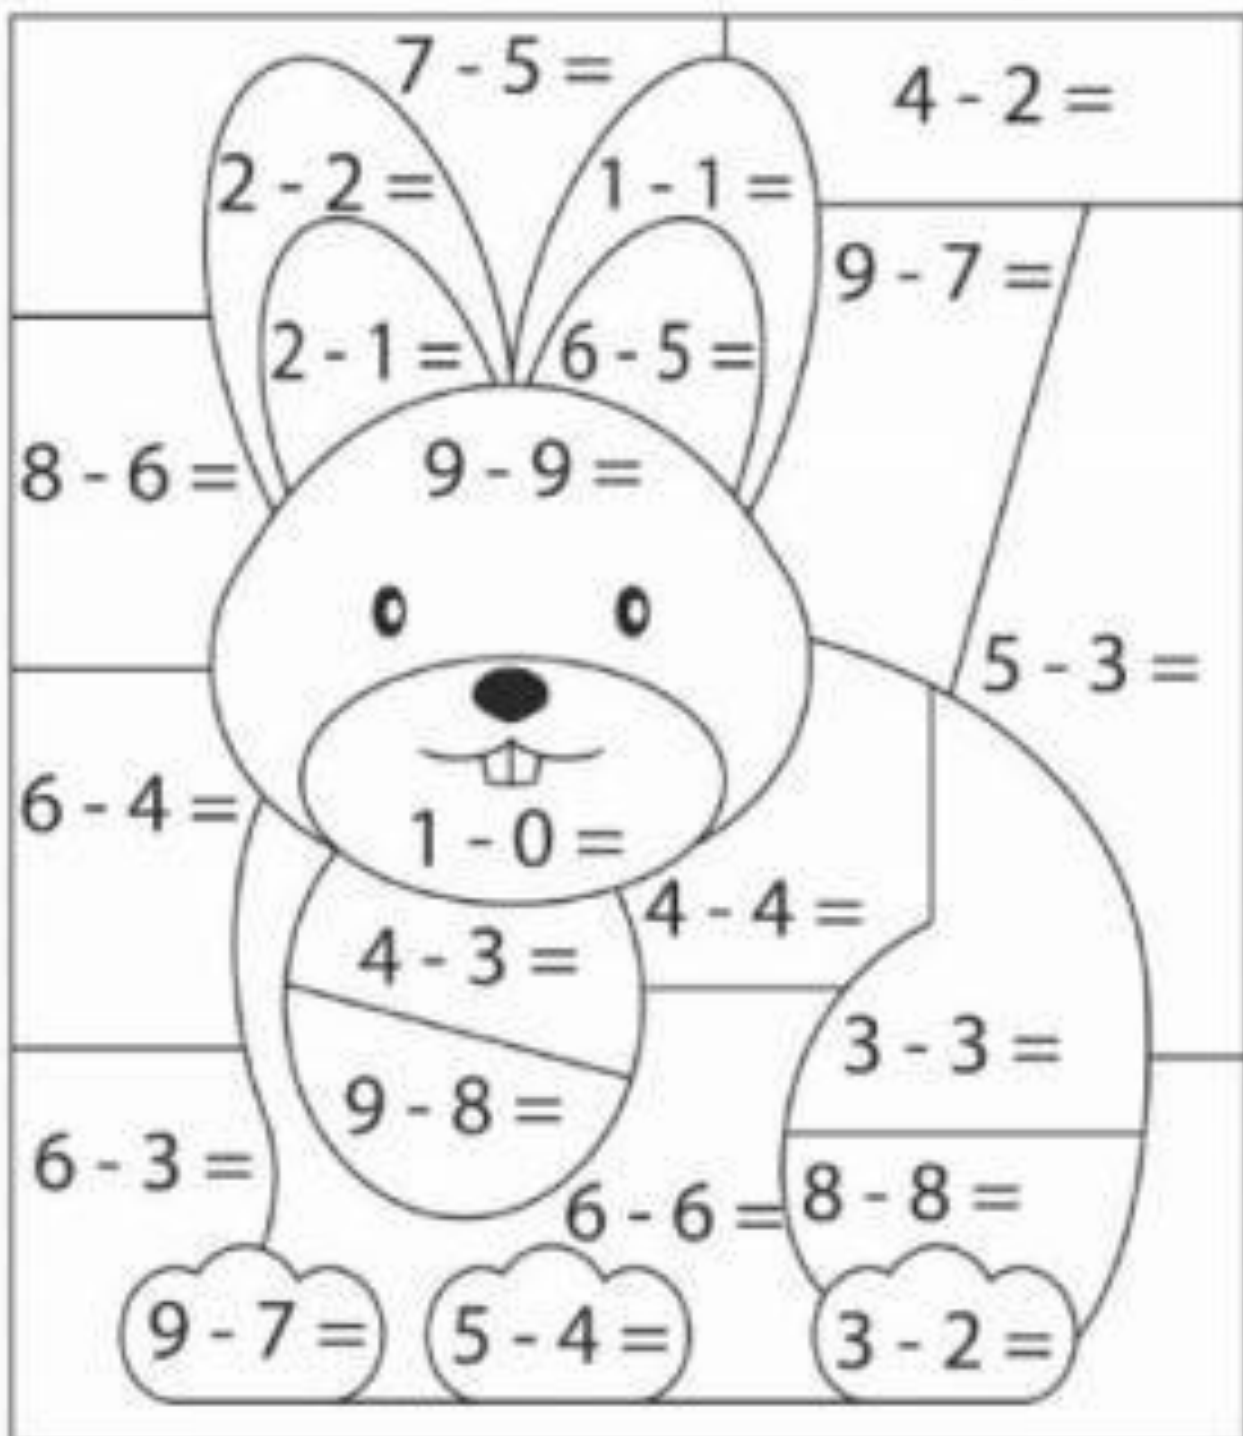 7 - 5 =
4 - 2 =
2 - 2 =
1 - 1 =
9 - 7 =
2 - 1 =
6 - 5 =
8 - 6 =
9 - 9 =
5 - 3 =
6 - 4 =
1 - 0 =
4 - 4 =
4 - 3 =
3 - 3 =
9 - 8 =
6 - 3 =
6 - 6 =
8 - 8 =
9 - 7 =
5 - 4 =
3 - 2 =